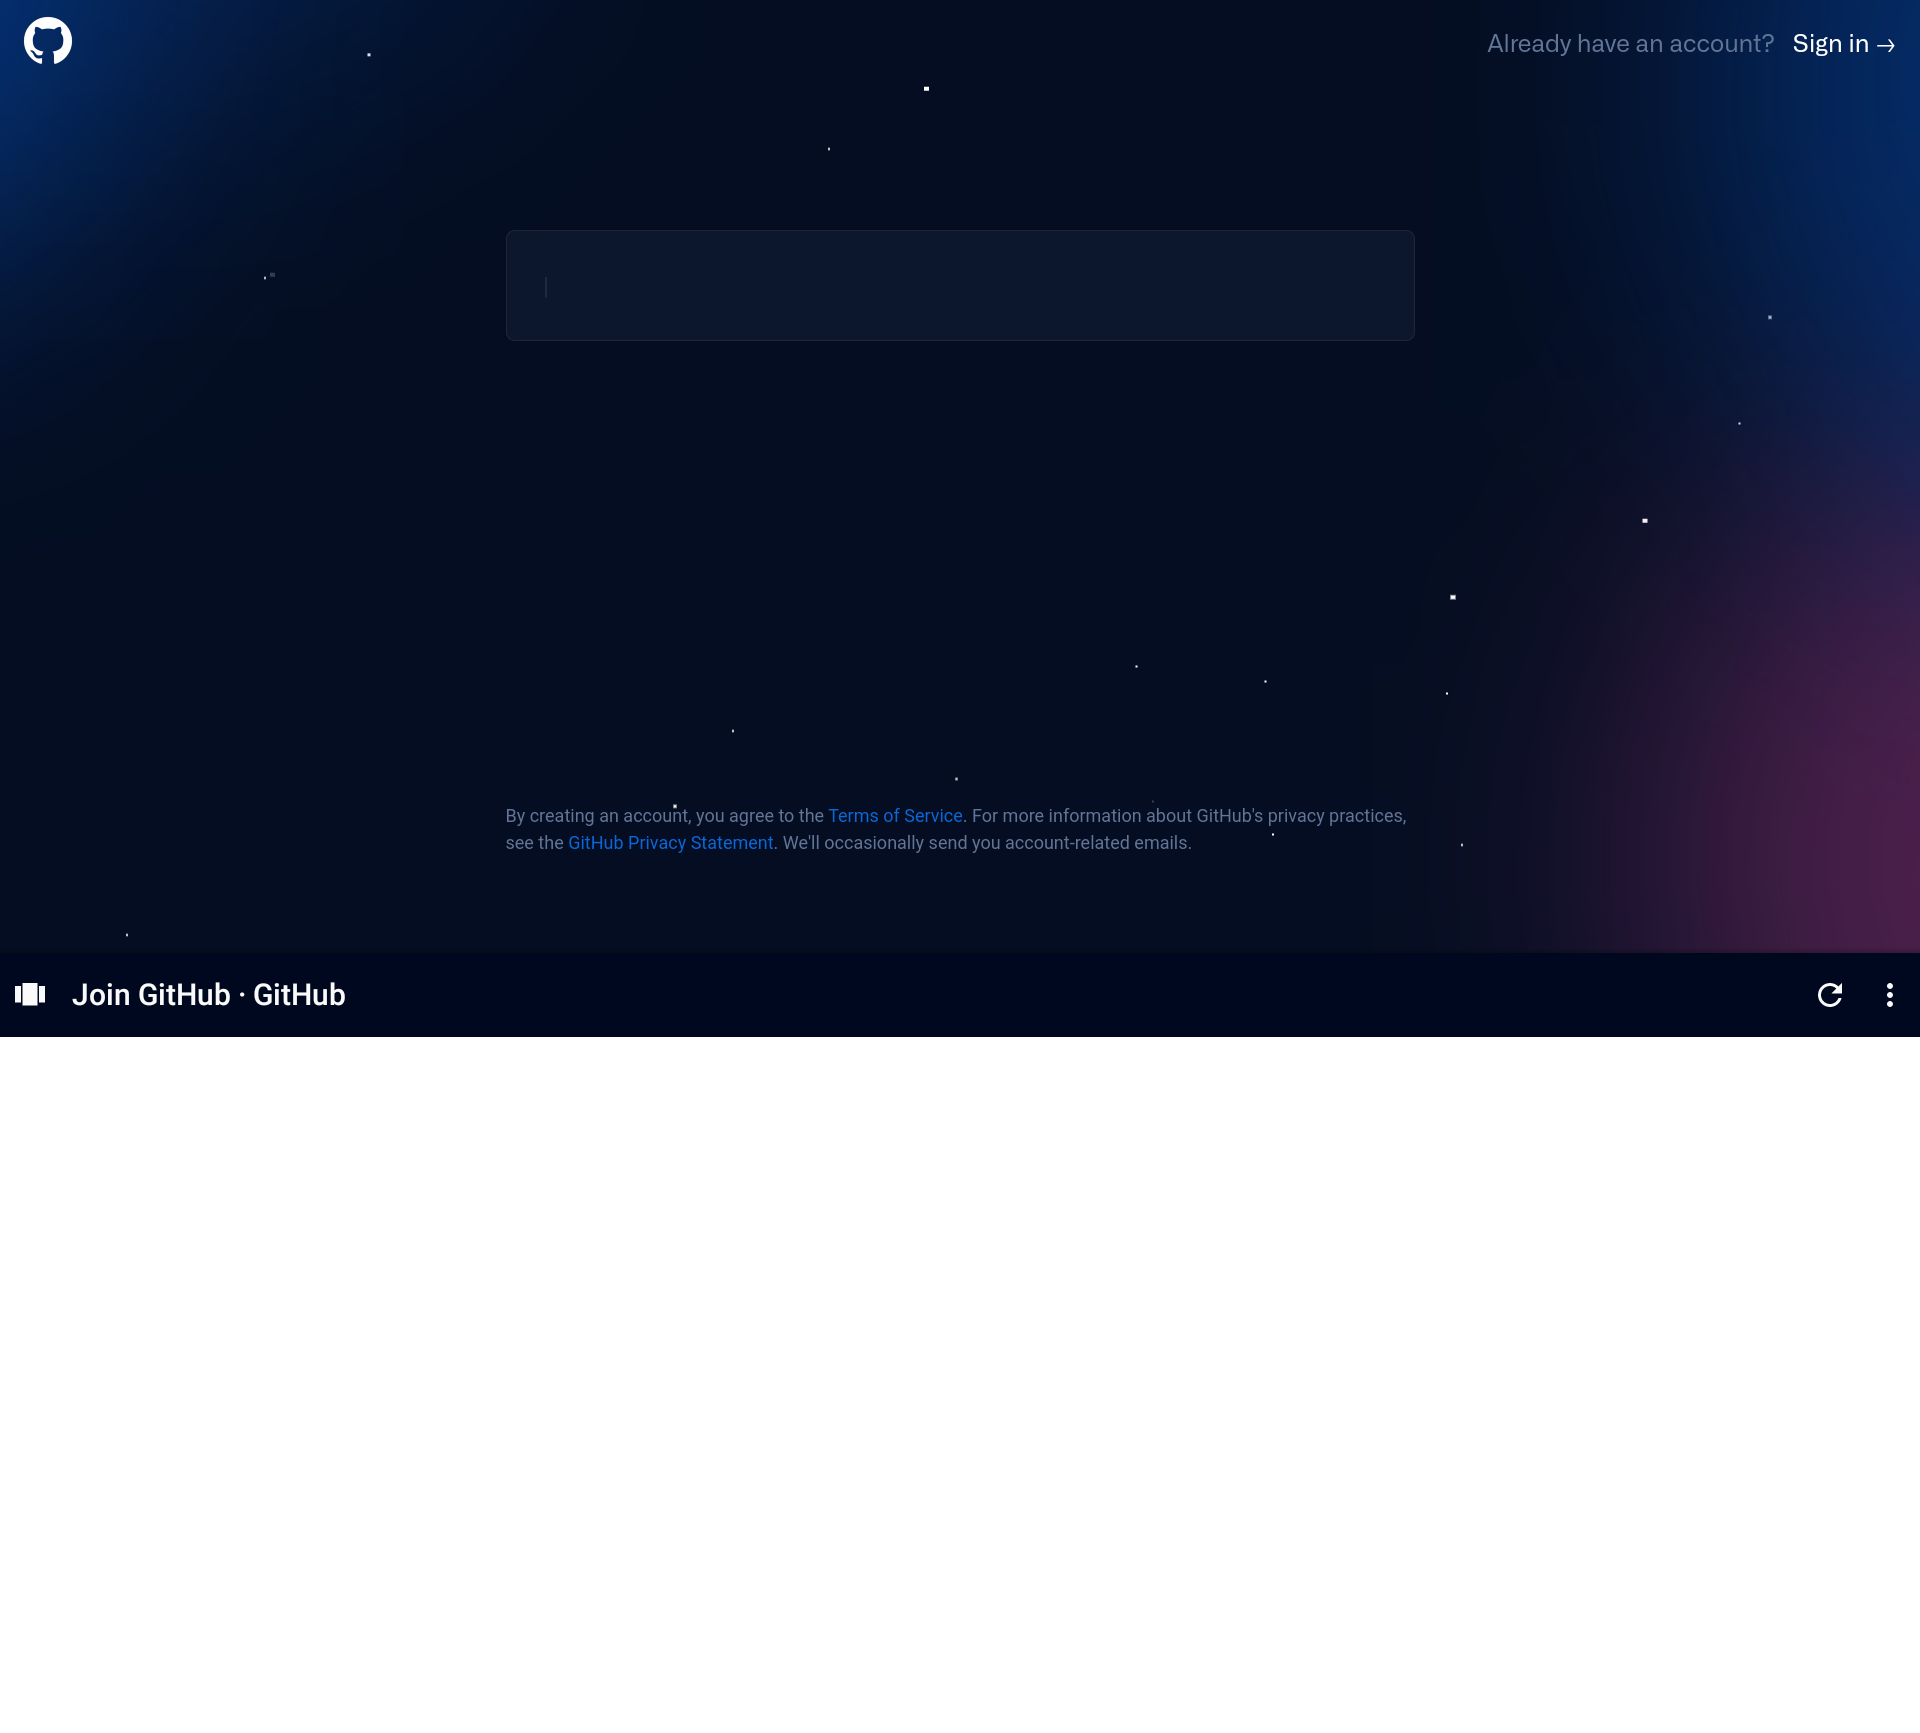 Already have an account? Sign in →
By creating an account, you agree to the Terms of Service. For more information about GitHub's privacy practices,
see the GitHub Privacy Statement. We'll occasionally send you account-related emails.
Join GitHub · GitHub